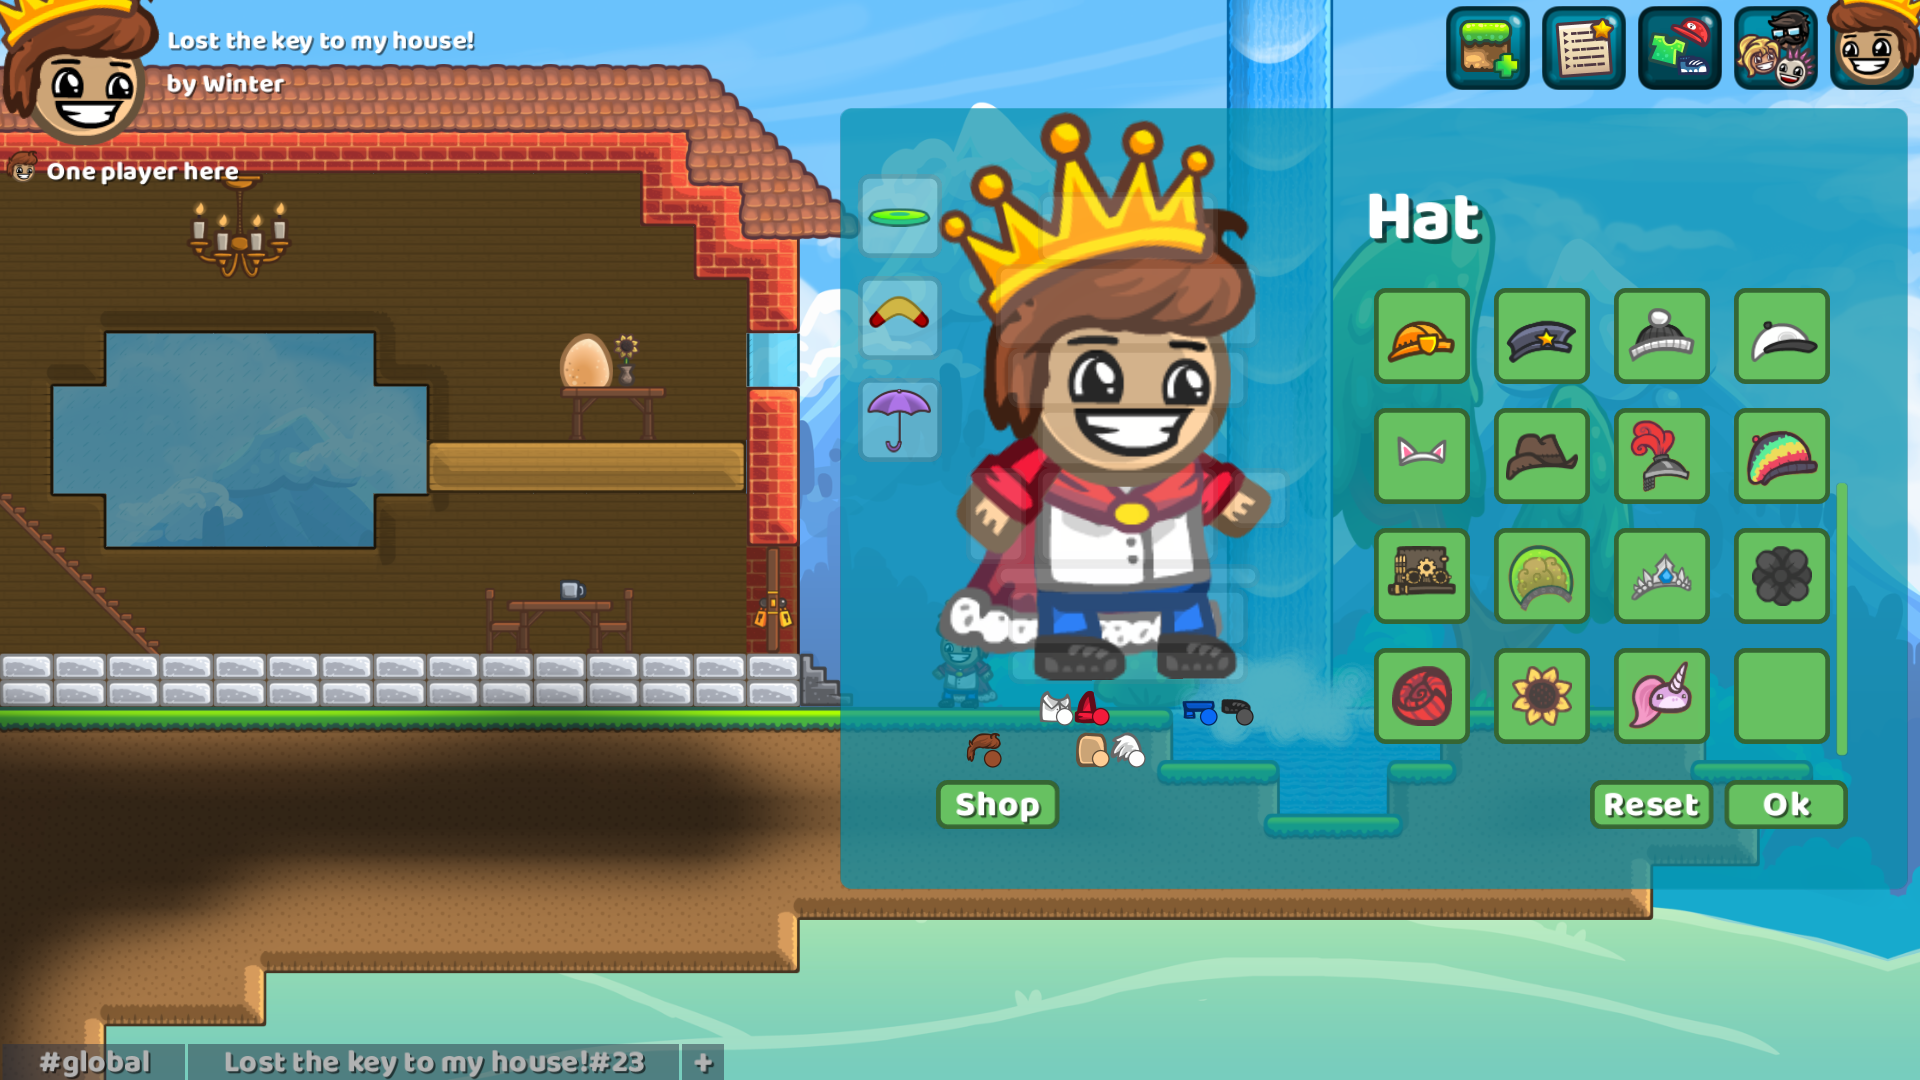 Lost the key to my house!
by Winter
One player here
Hat
Shop
Reset
Ok
#global
Lost the key to my house!#23
+